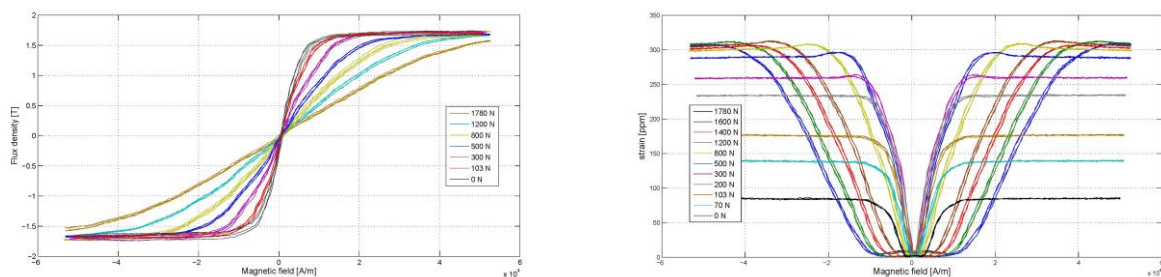 2
1.5
1
0.5
0
−0.5
−1
−1.5
−2
Flux density [T]
−6
−4
−2
0
2
4
6
Magnetic field [A/m]
x 10⁴
1780 N
1200 N
800 N
500 N
300 N
103 N
0 N
350
300
250
200
150
100
50
0
strain [ppm]
−4
−2
0
2
4
6
Magnetic field [A/m]
x 10⁴
1780 N
1600 N
1400 N
1200 N
800 N
500 N
300 N
200 N
103 N
70 N
0 N